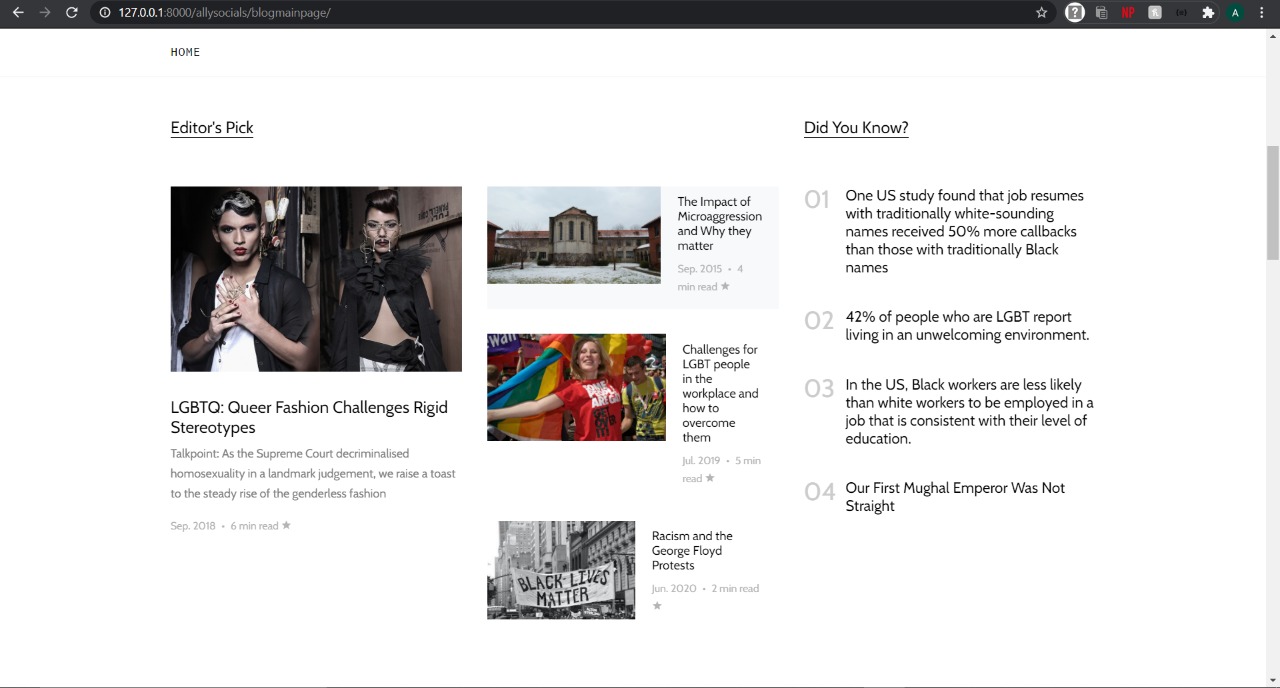 127.0.0.1:8000/allysocials/blogmainpage/
NP
A
HOME
Editor's Pick
LGBTQ: Queer Fashion Challenges Rigid
Stereotypes
Talkpoint: As the Supreme Court decriminalised
homosexuality in a landmark judgement, we raise a toast
to the steady rise of the genderless fashion
Sep. 2018 • 6 min read ★
The Impact of
Microaggression
and Why they
matter
Sep. 2015 • 4
min read ★
Challenges for
LGBT people
in the
workplace and
how to
overcome
them
Jul. 2019 • 5 min
read ★
BLACK LIVES
MATTER
Racism and the
George Floyd
Protests
Jun. 2020 • 2 min read
★
Did You Know?
01 One US study found that job resumes
with traditionally white-sounding
names received 50% more callbacks
than those with traditionally Black
names
02 42% of people who are LGBT report
living in an unwelcoming environment.
03 In the US, Black workers are less likely
than white workers to be employed in a
job that is consistent with their level of
education.
04 Our First Mughal Emperor Was Not
Straight